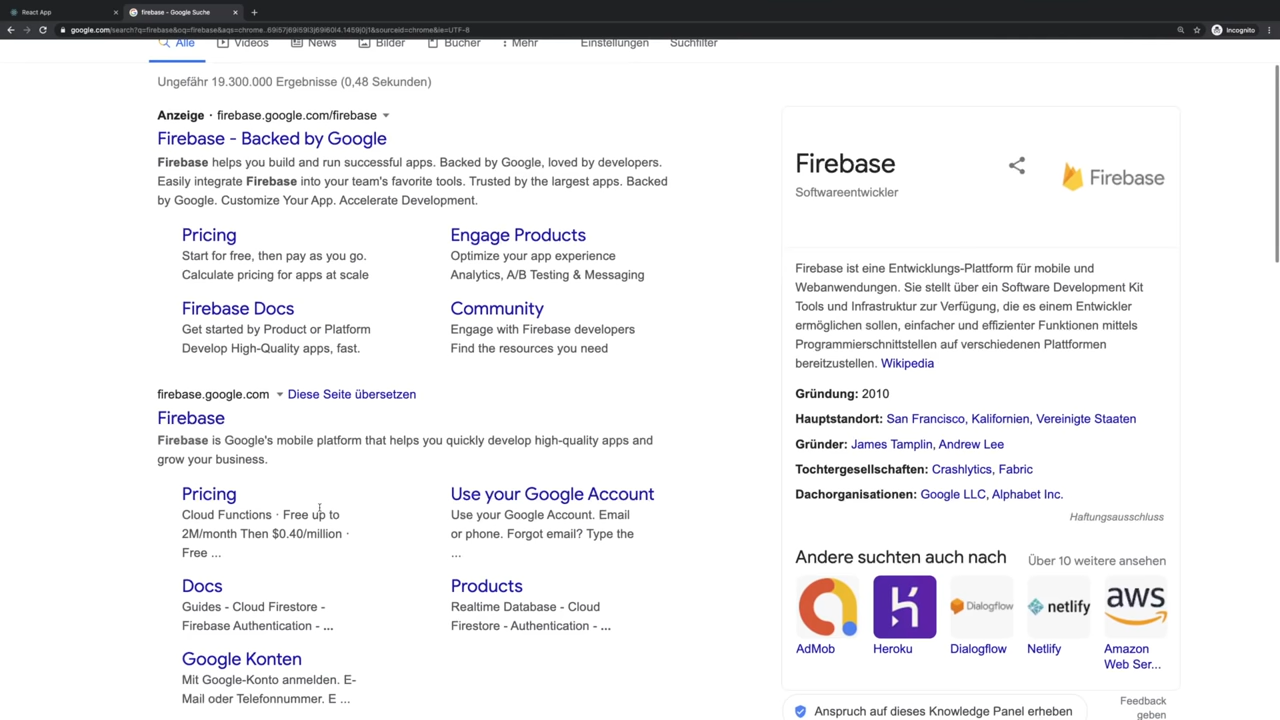 React App
firebase - Google Suche
google.com/search?q=firebase&oq=firebase&aqs=chrome..69i57j69i59l3j69i60l4.1459j0j1&sourceid=chrome&ie=UTF-8
Incognito
Alle
Videos
News
Bilder
Bücher
Mehr
Einstellungen
Suchfilter
Ungefähr 19.300.000 Ergebnisse (0,48 Sekunden)
Anzeige · firebase.google.com/firebase
Firebase - Backed by Google
Firebase helps you build and run successful apps. Backed by Google, loved by developers.
Easily integrate Firebase into your team's favorite tools. Trusted by the largest apps. Backed
by Google. Customize Your App. Accelerate Development.
Pricing
Start for free, then pay as you go.
Calculate pricing for apps at scale
Engage Products
Optimize your app experience
Analytics, A/B Testing & Messaging
Firebase Docs
Get started by Product or Platform
Develop High-Quality apps, fast.
Community
Engage with Firebase developers
Find the resources you need
firebase.google.com Diese Seite übersetzen
Firebase
Firebase is Google's mobile platform that helps you quickly develop high-quality apps and
grow your business.
Pricing
Cloud Functions · Free up to
2M/month Then $0.40/million ·
Free ...
Use your Google Account
Use your Google Account. Email
or phone. Forgot email? Type the
...
Docs
Guides - Cloud Firestore -
Firebase Authentication - ...
Products
Realtime Database - Cloud
Firestore - Authentication - ...
Google Konten
Mit Google-Konto anmelden. E-
Mail oder Telefonnummer. E ...
Firebase
Softwareentwickler
Firebase
Firebase ist eine Entwicklungs-Plattform für mobile und
Webanwendungen. Sie stellt über ein Software Development Kit
Tools und Infrastruktur zur Verfügung, die es einem Entwickler
ermöglichen sollen, einfacher und effizienter Funktionen mittels
Programmierschnittstellen auf verschiedenen Plattformen
bereitzustellen. Wikipedia
Gründung: 2010
Hauptstandort: San Francisco, Kalifornien, Vereinigte Staaten
Gründer: James Tamplin, Andrew Lee
Tochtergesellschaften: Crashlytics, Fabric
Dachorganisationen: Google LLC, Alphabet Inc.
Haftungsausschluss
Andere suchten auch nach
Über 10 weitere ansehen
Dialogflow
netlify
aws
AdMob
Heroku
Dialogflow
Netlify
Amazon
Web Ser...
Feedback
geben
Anspruch auf dieses Knowledge Panel erheben